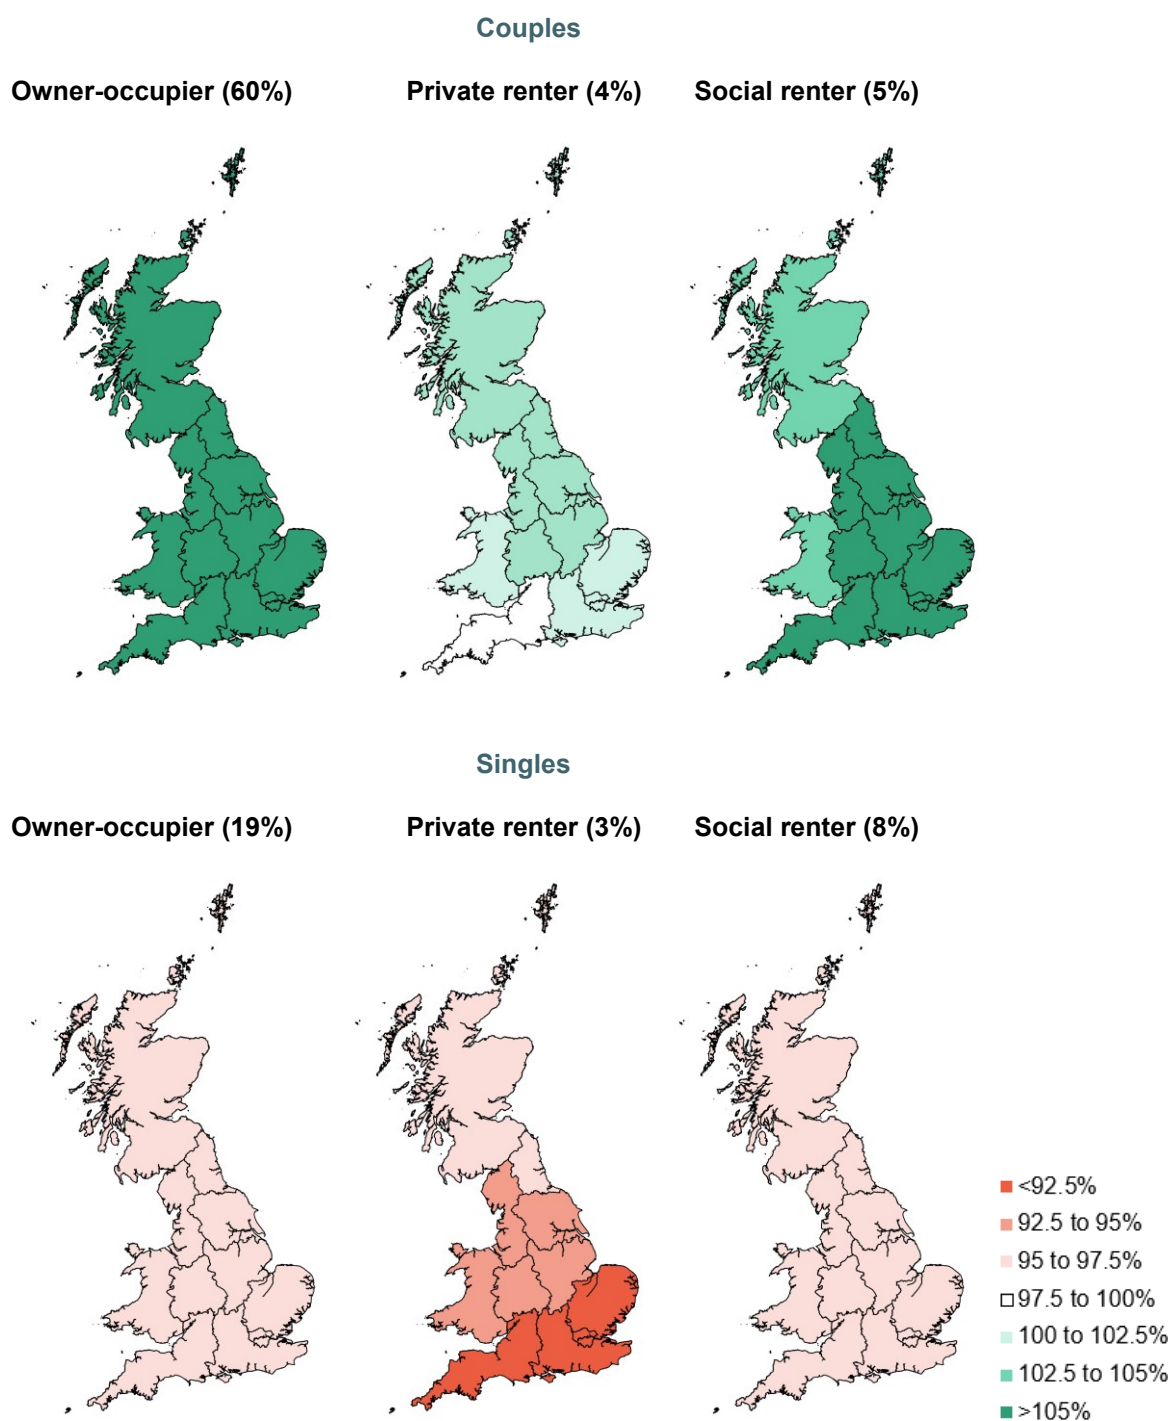 Couples
Owner-occupier (60%)
Private renter (4%)
Social renter (5%)
Singles
Owner-occupier (19%)
Private renter (3%)
Social renter (8%)
<92.5%
92.5 to 95%
95 to 97.5%
97.5 to 100%
100 to 102.5%
102.5 to 105%
>105%